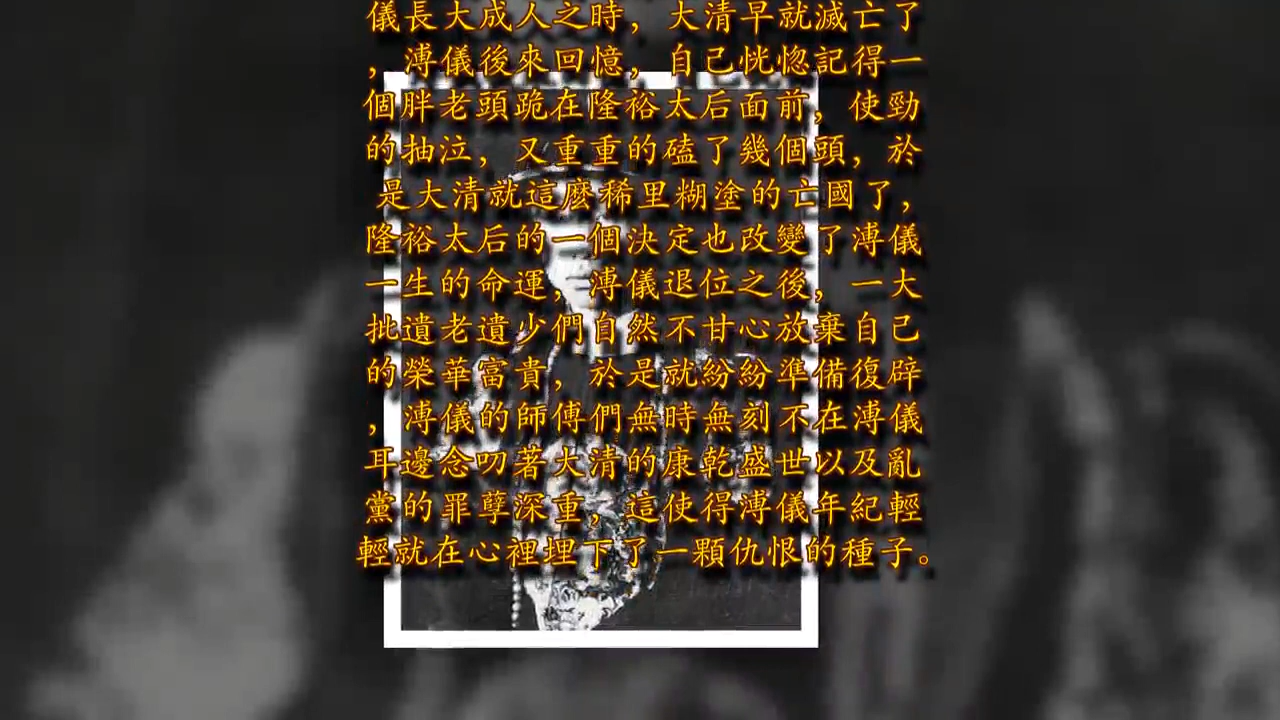 儀長大成人之時，大清早就滅亡了
，溥儀後來回憶，自己恍惚記得一
個胖老頭跪在隆裕太后面前，使勁
的抽泣，又重重的磕了幾個頭，於
是大清就這麼稀里糊塗的亡國了，
隆裕太后的一個決定也改變了溥儀
一生的命運，溥儀退位之後，一大
批遺老遺少們自然不甘心放棄自己
的榮華富貴，於是就紛紛準備復辟
，溥儀的師傅們無時無刻不在溥儀
耳邊念叨著大清的康乾盛世以及亂
黨的罪孽深重，這使得溥儀年紀輕
輕就在心裡埋下了一顆仇恨的種子。